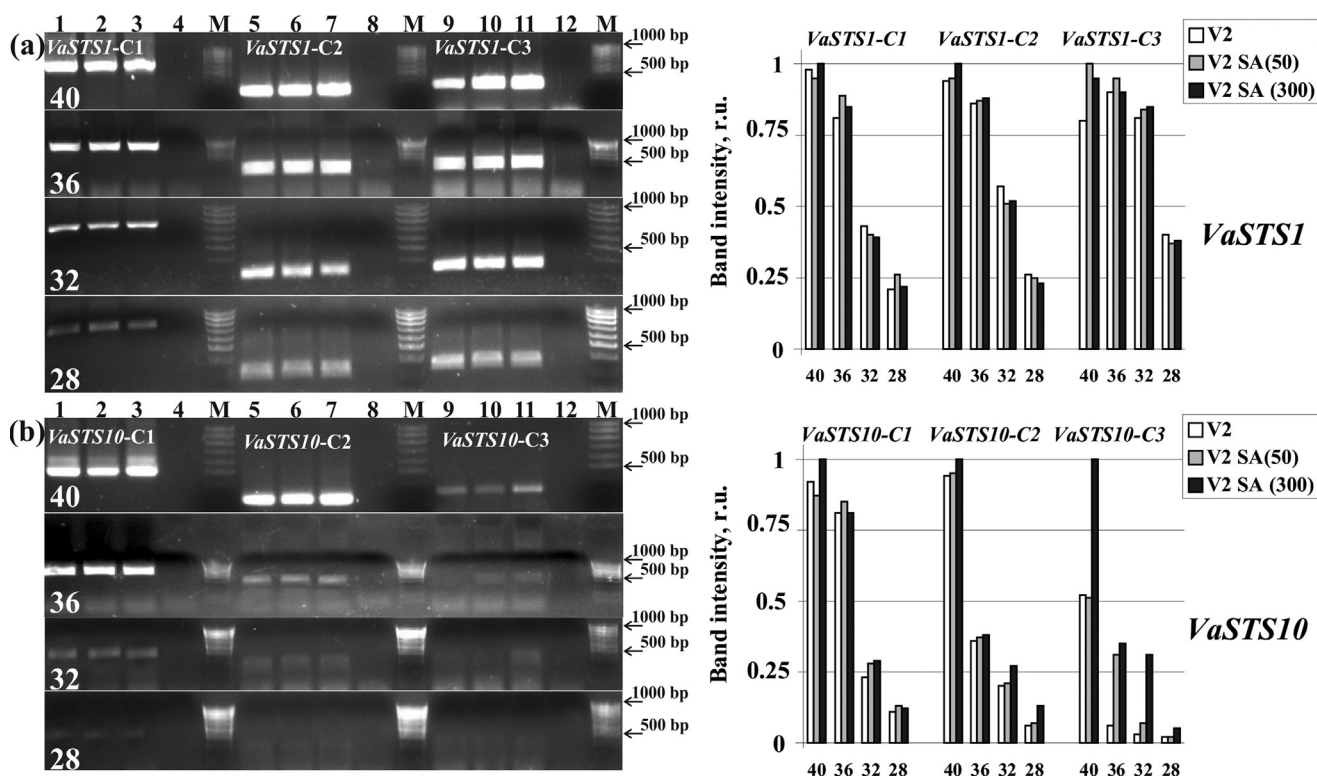 (a)
1 2 3 4 M 5 6 7 8 M 9 10 11 12 M
VaSTS1-C1 VaSTS1-C2 VaSTS1-C3
1000 bp
500 bp
40
1000 bp
500 bp
36
1000 bp
500 bp
32
1000 bp
500 bp
28
VaSTS1-C1 VaSTS1-C2 VaSTS1-C3
V2
V2 SA(50)
V2 SA (300)
Band intensity, r.u.
1
0.75
0.5
0.25
0
40 36 32 28 40 36 32 28 40 36 32 28
VaSTS1
(b)
1 2 3 4 M 5 6 7 8 M 9 10 11 12 M
VaSTS10-C1 VaSTS10-C2 VaSTS10-C3
1000 bp
500 bp
40
1000 bp
500 bp
36
1000 bp
500 bp
32
1000 bp
500 bp
28
VaSTS10-C1 VaSTS10-C2 VaSTS10-C3
V2
V2 SA(50)
V2 SA (300)
Band intensity, r.u.
1
0.75
0.5
0.25
0
40 36 32 28 40 36 32 28 40 36 32 28
VaSTS10